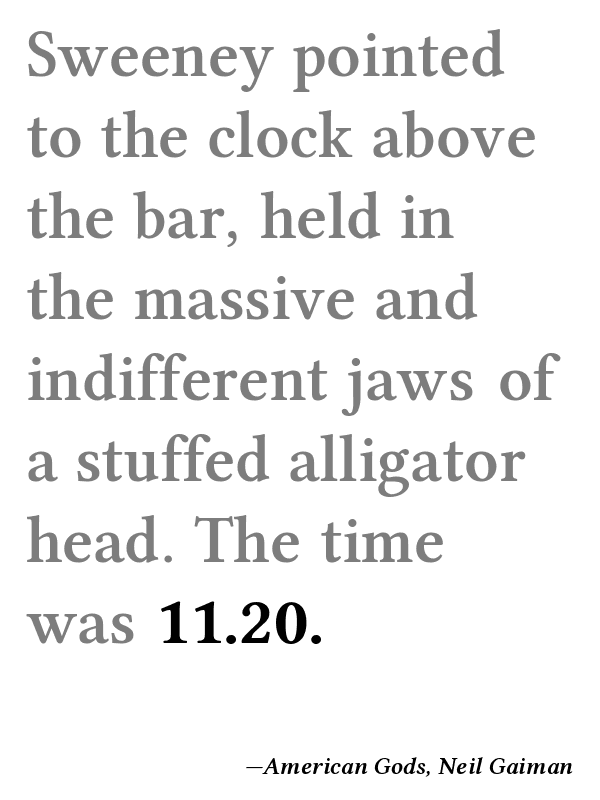 Sweeney pointed
to the clock above
the bar, held in
the massive and
indifferent jaws of
a stuffed alligator
head. The time
was 11.20.
—American Gods, Neil Gaiman